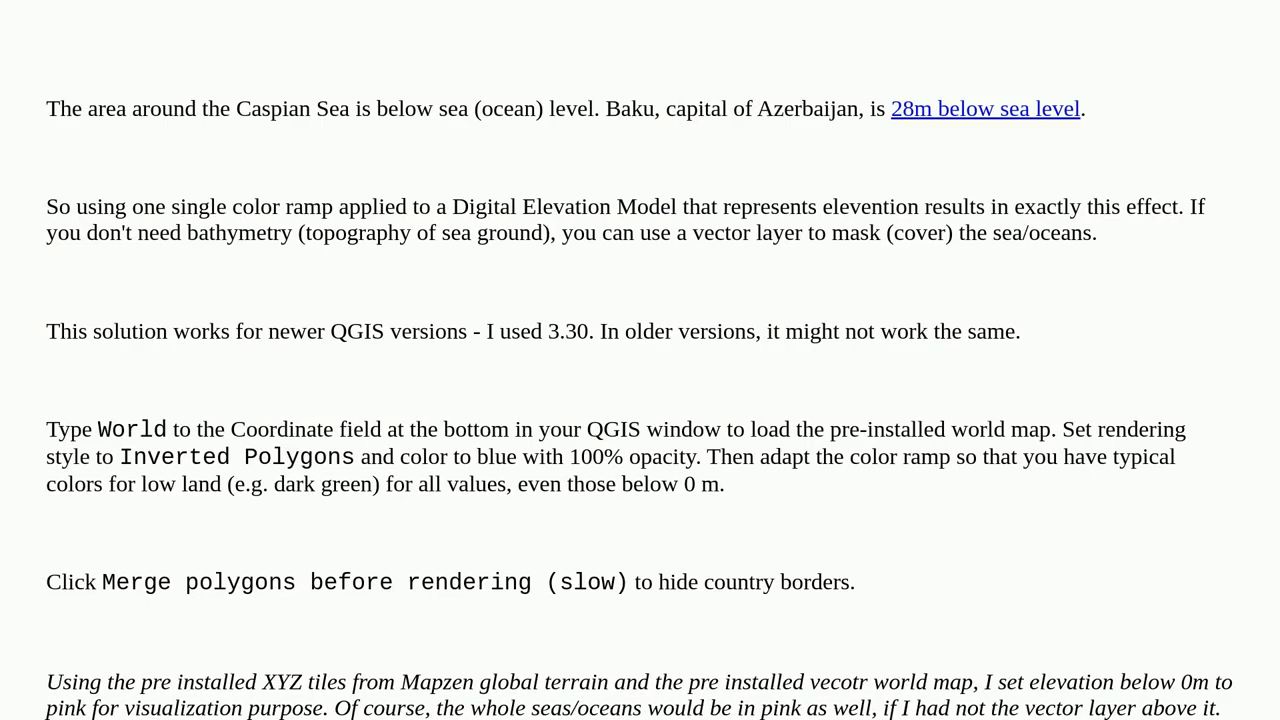 The area around the Caspian Sea is below sea (ocean) level. Baku, capital of Azerbaijan, is 28m below sea level.
So using one single color ramp applied to a Digital Elevation Model that represents elevention results in exactly this effect. If
you don't need bathymetry (topography of sea ground), you can use a vector layer to mask (cover) the sea/oceans.
This solution works for newer QGIS versions - I used 3.30. In older versions, it might not work the same.
Type World to the Coordinate field at the bottom in your QGIS window to load the pre-installed world map. Set rendering
style to Inverted Polygons and color to blue with 100% opacity. Then adapt the color ramp so that you have typical
colors for low land (e.g. dark green) for all values, even those below 0 m.
Click Merge polygons before rendering (slow) to hide country borders.
Using the pre installed XYZ tiles from Mapzen global terrain and the pre installed vecotr world map, I set elevation below 0m to
pink for visualization purpose. Of course, the whole seas/oceans would be in pink as well, if I had not the vector layer above it.